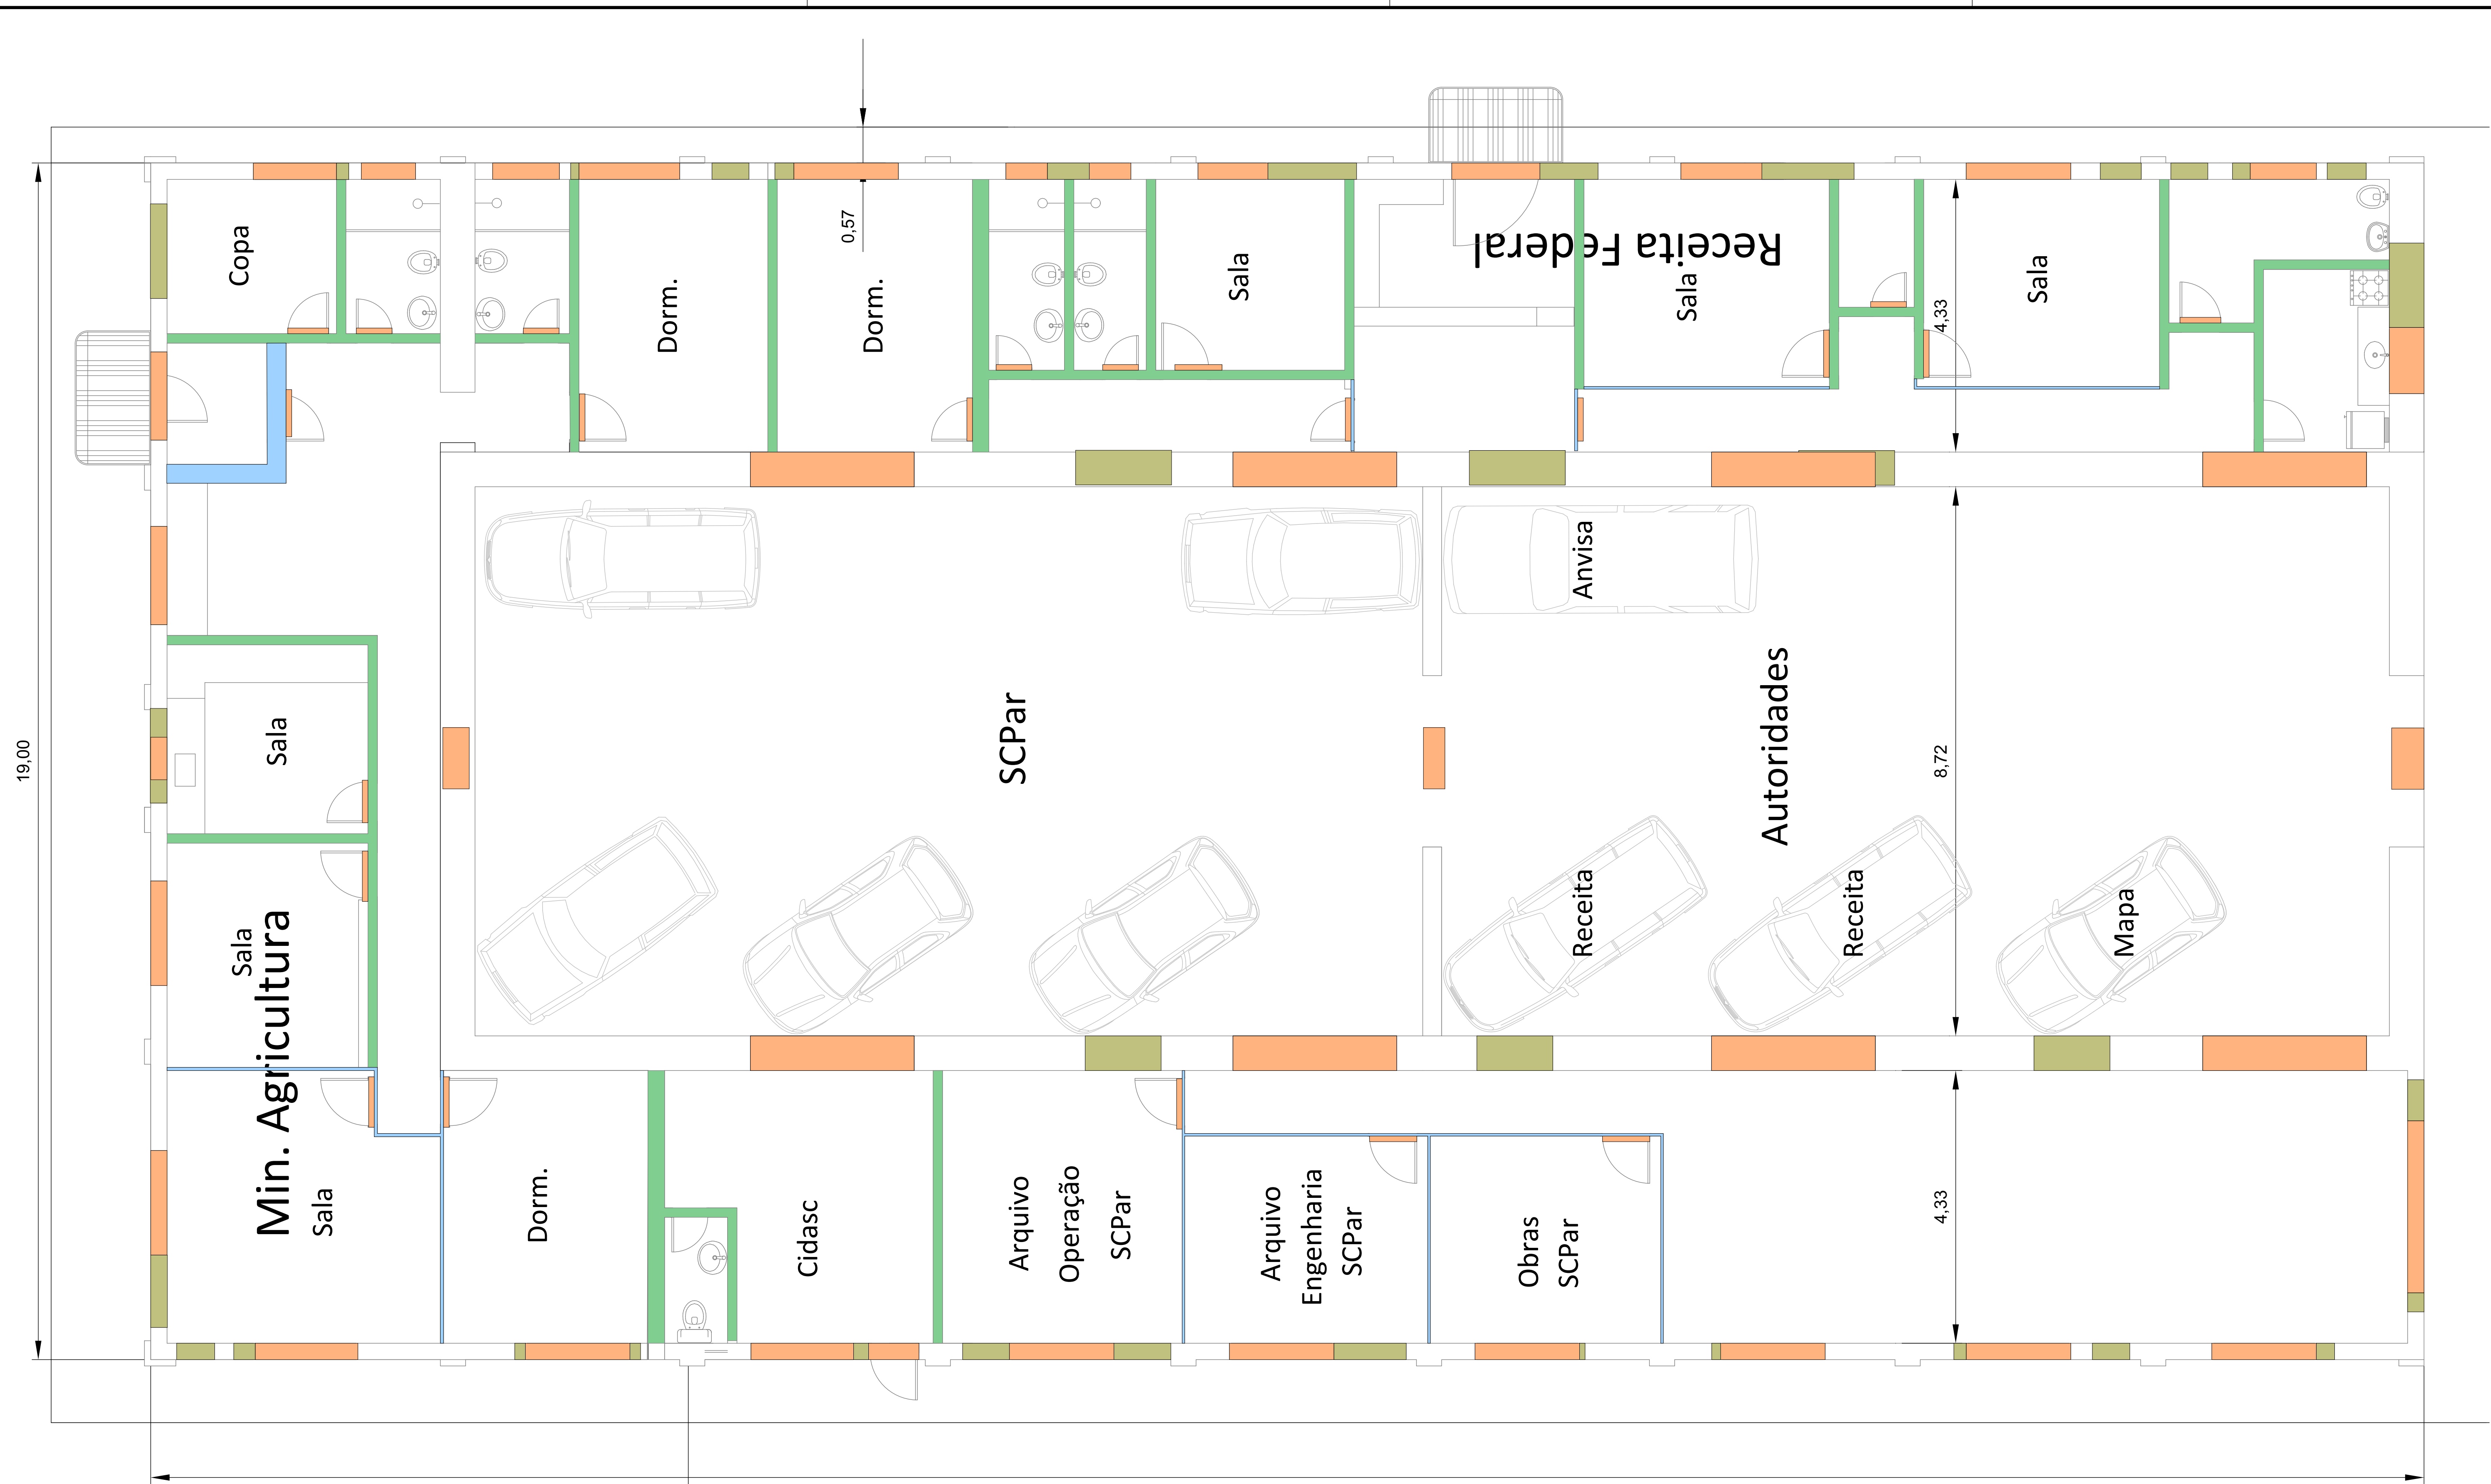 Copa
Dorm.
0,57
Dorm.
Sala
Receita Federal
Sala
4,33
Sala
Anvisa
SCPar
Autoridades
19,00
Sala
8,72
Sala
Min. Agricultura
Receita
Receita
Mapa
Sala
Dorm.
Cidasc
Arquivo
Operação
SCPar
Arquivo
Engenharia
SCPar
Obras
SCPar
4,33